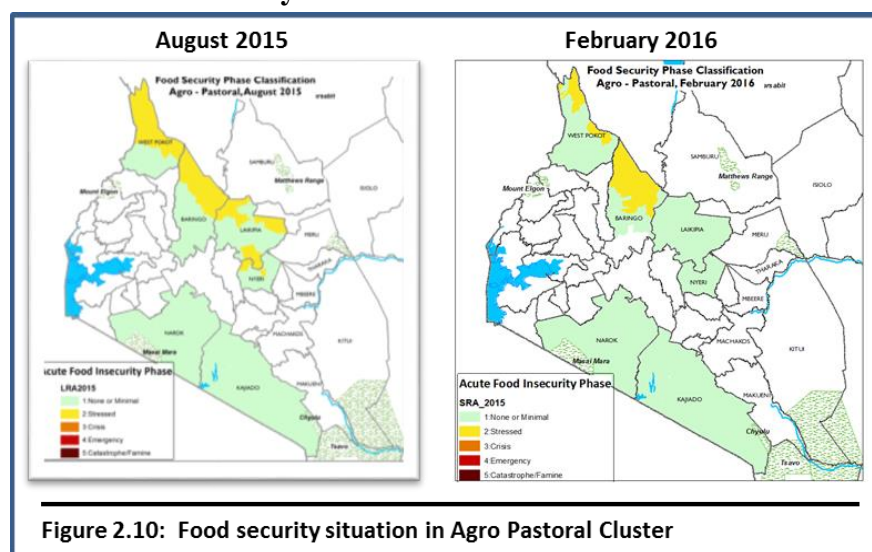 August 2015
February 2016
Food Security Phase Classification
Agro - Pastoral, August 2015
arsabit
WEST POKOT
SAMBURU
Matthews Range
Mount Elgon
ISIOLO
BARINGO
LAIKIPIA
MERU
THARAKA
NYERI
MBEERE
NAROK
MACHAKOS
KITUI
Masai Mara
KAJIADO
MAKUENI
Chyulu
Tsavo
Acute Food Insecurity Phase
LRA2015
1:None or Minimal
2:Stressed
3:Crisis
4:Emergency
5:Catastrophe/Famine
Food Security Phase Classification
Agro - Pastoral, February 2016
arsabit
WEST POKOT
SAMBURU
Matthews Range
Mount Elgon
ISIOLO
BARINGO
LAIKIPIA
MERU
THARAKA
NYERI
MBEERE
NAROK
MACHAKOS
KITUI
Masai Mara
KAJIADO
MAKUENI
Chyulu
Tsavo
Acute Food Insecurity Phase
SRA_2015
1:None or Minimal
2:Stressed
3:Crisis
4:Emergency
5:Catastrophe/Famine
Figure 2.10: Food security situation in Agro Pastoral Cluster